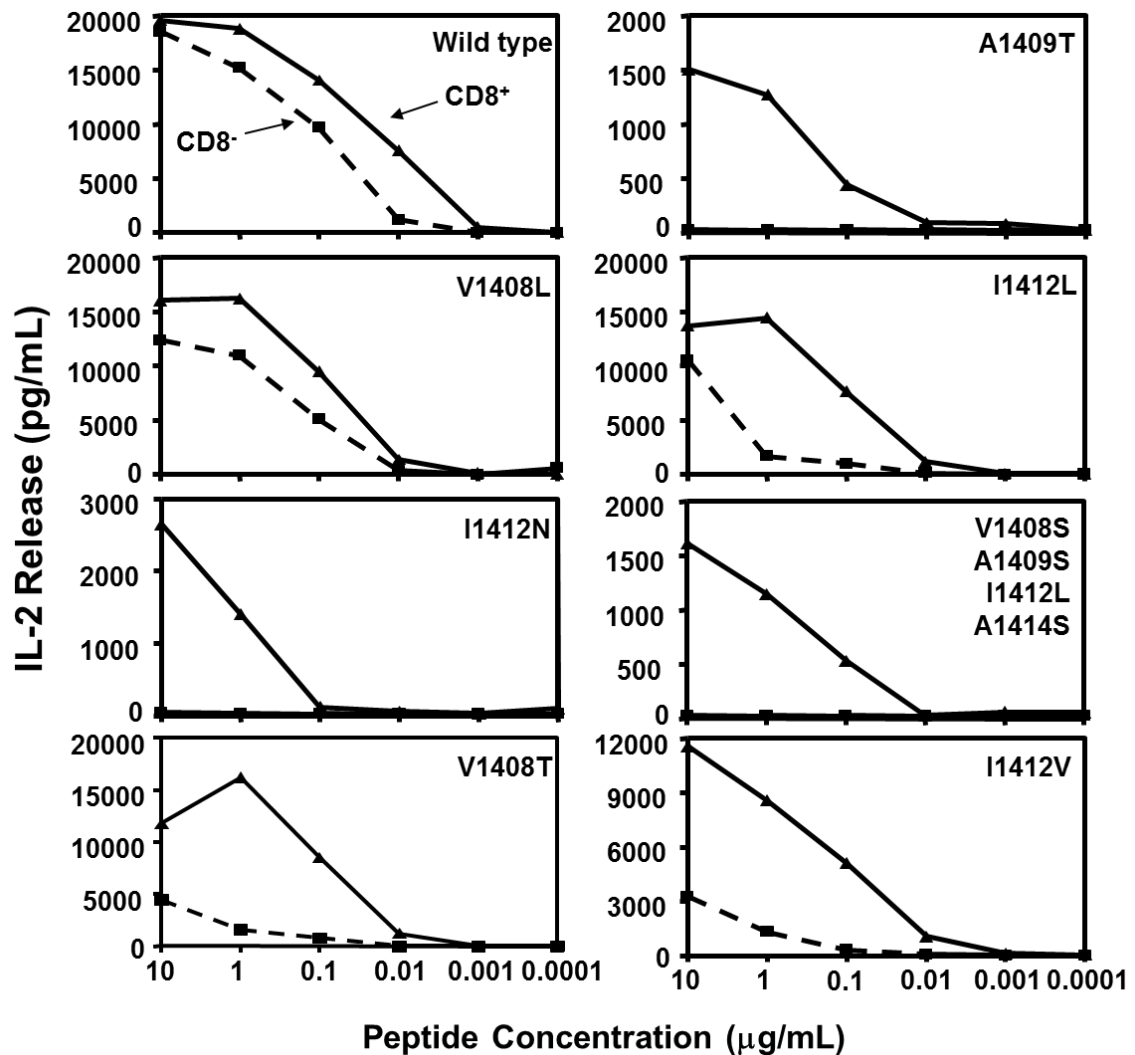 IL-2 Release (pg/mL)
20000
15000
10000
5000
0
Wild type
CD8+
CD8-
2000
1500
1000
500
0
A1409T
20000
15000
10000
5000
0
V1408L
20000
15000
10000
5000
0
I1412L
3000
2000
1000
0
I1412N
2000
1500
1000
500
0
V1408S
A1409S
I1412L
A1414S
20000
15000
10000
5000
0
V1408T
10 1 0.1 0.01 0.001 0.0001
12000
9000
6000
3000
0
I1412V
10 1 0.1 0.01 0.001 0.0001
Peptide Concentration (μg/mL)